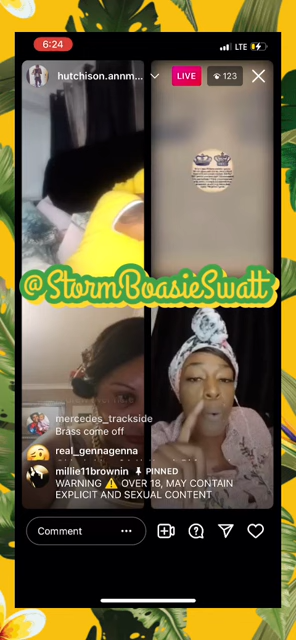 6:24
LTE
hutchison.annm...
LIVE
123
@StormBoasieSwatt
mercedes_trackside
Brass come off
real_gennagenna
millie11brownin PINNED
WARNING ⚠️ OVER 18, MAY CONTAIN
EXPLICIT AND SEXUAL CONTENT
Comment